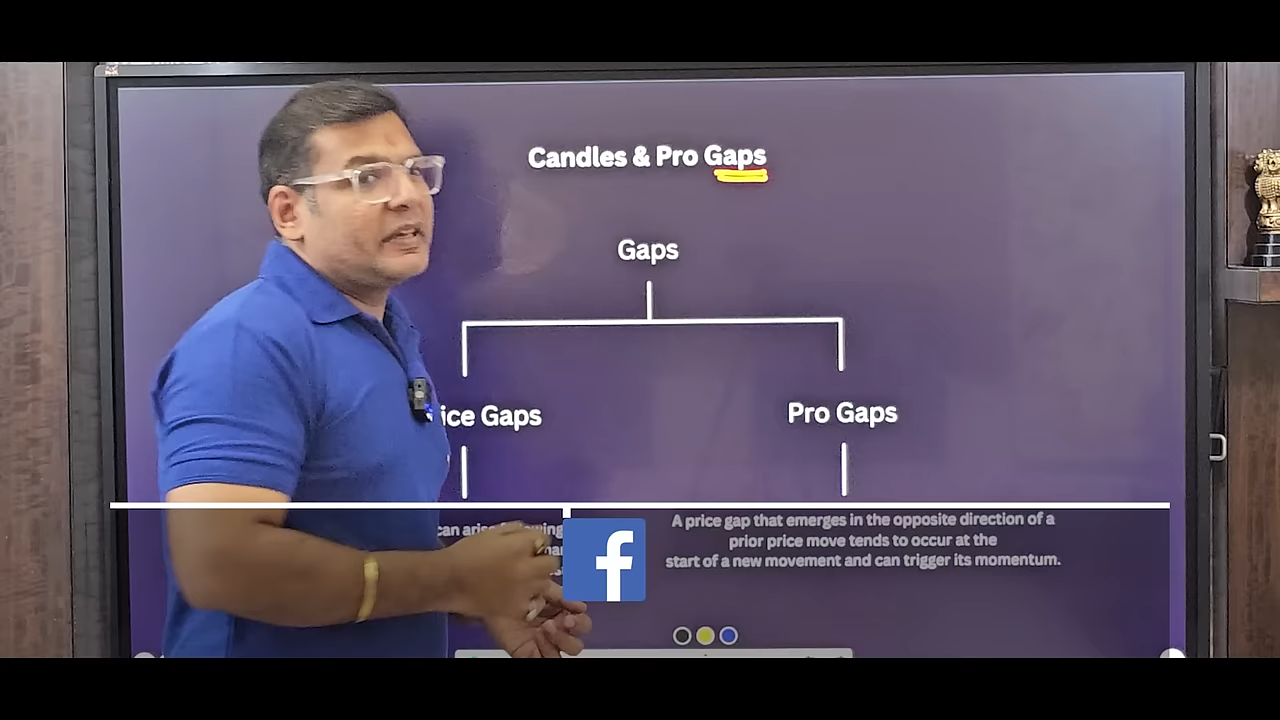 Candles & Pro Gaps
Gaps
ice Gaps
Pro Gaps
can
A price gap that emerges in the opposite direction of a
prior price move tends to occur at the
start of a new movement and can trigger its momentum.